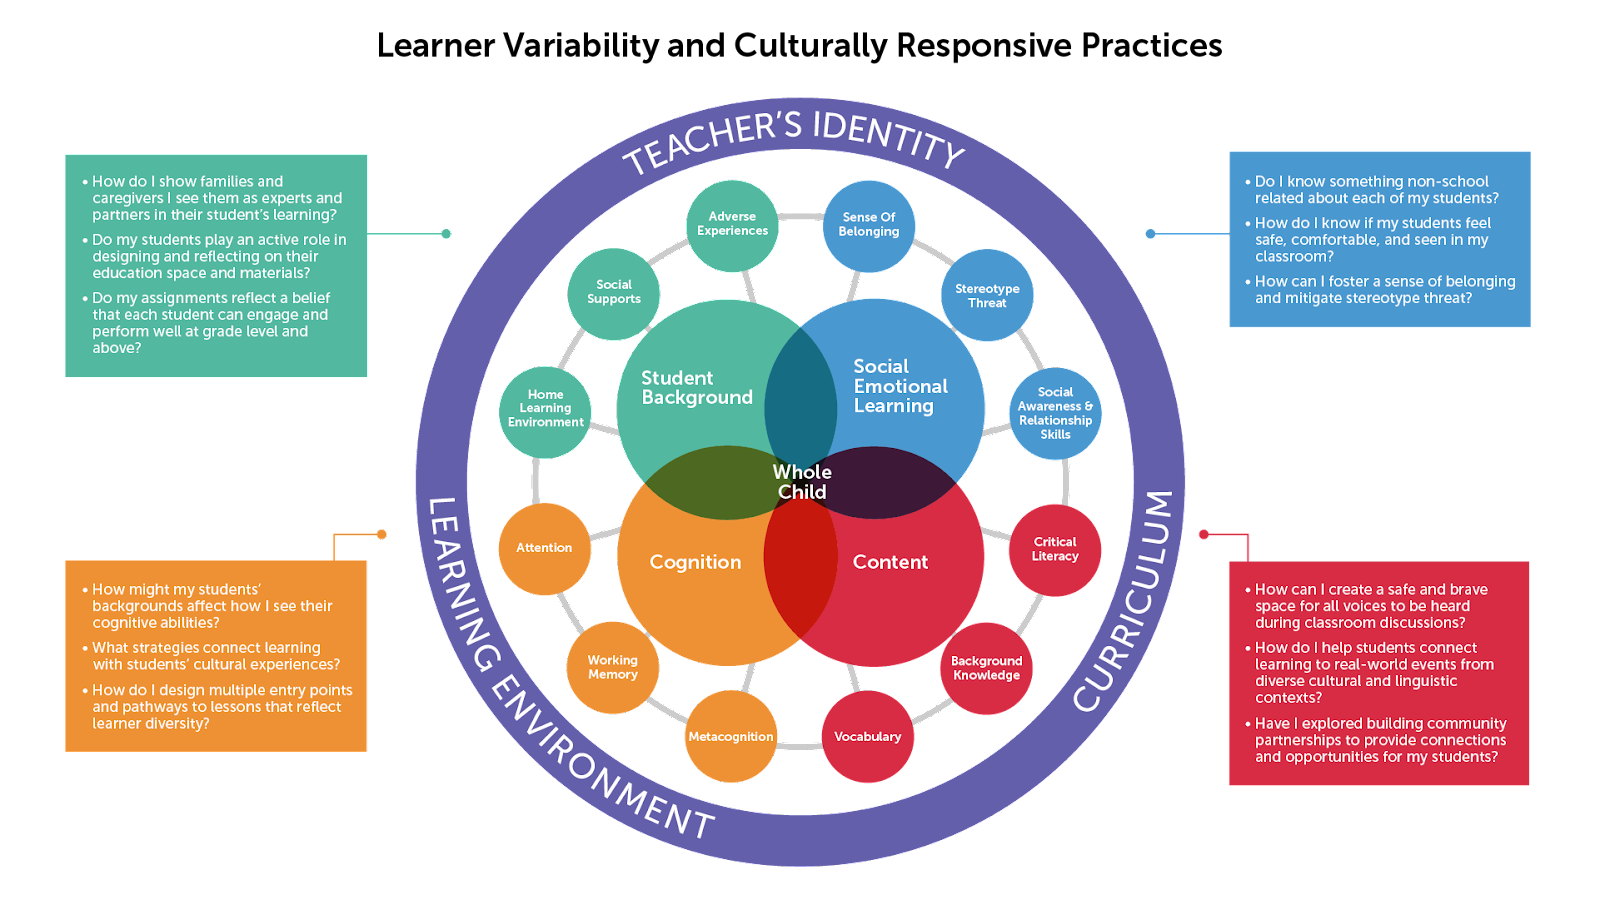 Learner Variability and Culturally Responsive Practices
TEACHER'S IDENTITY
• How do I show families and
caregivers I see them as experts and
partners in their student's learning?
• Do my students play an active role in
designing and reflecting on their
education space and materials?
• Do my assignments reflect a belief
that each student can engage and
perform well at grade level and
above?
• Do I know something non-school
related about each of my students?
• How do I know if my students feel
safe, comfortable, and seen in my
classroom?
• How can I foster a sense of belonging
and mitigate stereotype threat?
Adverse
Experiences
Sense Of
Belonging
Social
Supports
Stereotype
Threat
Home
Learning
Environment
Social
Awareness &
Relationship
Skills
Student
Background
Social
Emotional
Learning
Whole
Child
Cognition
Content
Attention
Critical
Literacy
Working
Memory
Background
Knowledge
Metacognition
Vocabulary
LEARNING ENVIRONMENT
CURRICULUM
• How might my students'
backgrounds affect how I see their
cognitive abilities?
• What strategies connect learning
with students' cultural experiences?
• How do I design multiple entry points
and pathways to lessons that reflect
learner diversity?
• How can I create a safe and brave
space for all voices to be heard
during classroom discussions?
• How do I help students connect
learning to real-world events from
diverse cultural and linguistic
contexts?
• Have I explored building community
partnerships to provide connections
and opportunities for my students?